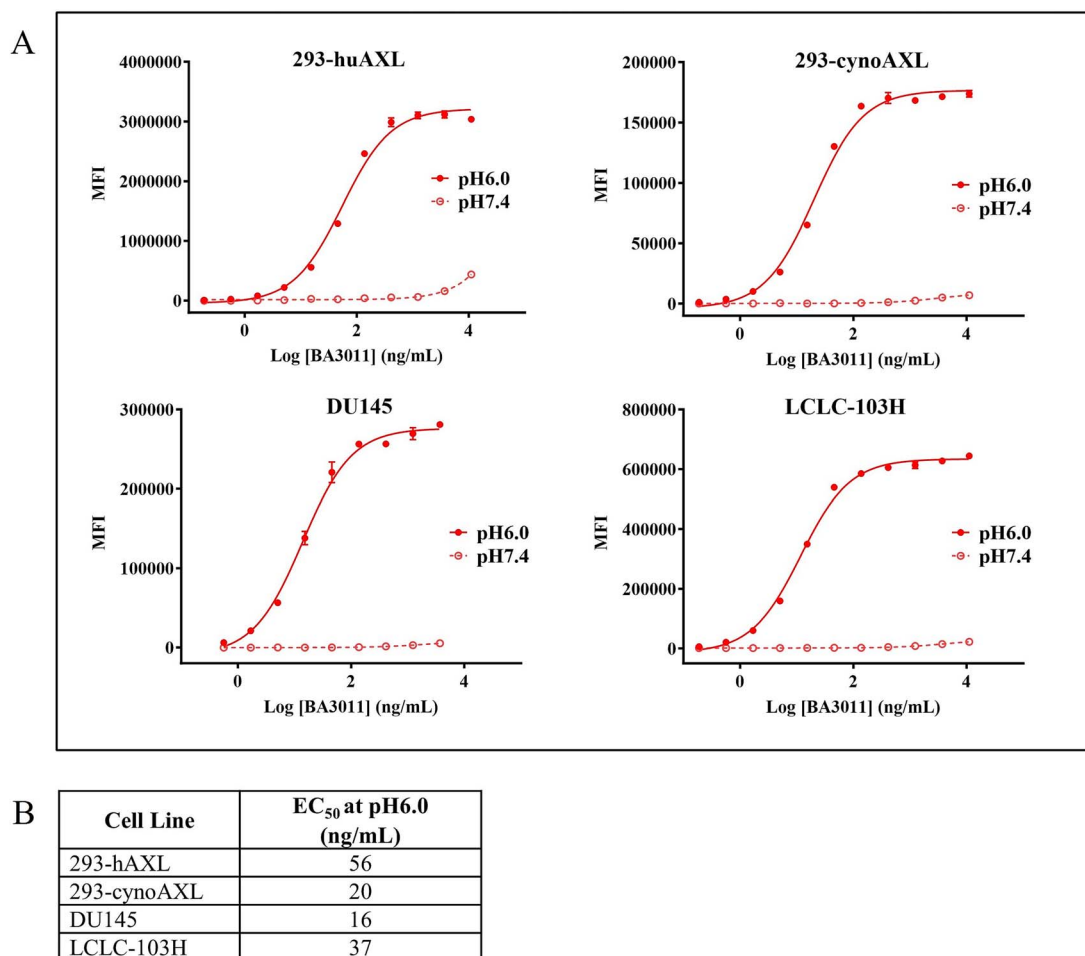 A
293-huAXL
4000000
3000000
2000000
1000000
0
MFI
pH6.0
pH7.4
0 2 4
Log [BA3011] (ng/mL)
293-cynoAXL
200000
150000
100000
50000
0
MFI
pH6.0
pH7.4
0 2 4
Log [BA3011] (ng/mL)
DU145
300000
200000
100000
0
MFI
pH6.0
pH7.4
0 2 4
Log [BA3011] (ng/mL)
LCLC-103H
800000
600000
400000
200000
0
MFI
pH6.0
pH7.4
0 2 4
Log [BA3011] (ng/mL)
B
Cell Line EC₅₀ at pH6.0
(ng/mL)
293-hAXL 56
293-cynoAXL 20
DU145 16
LCLC-103H 37